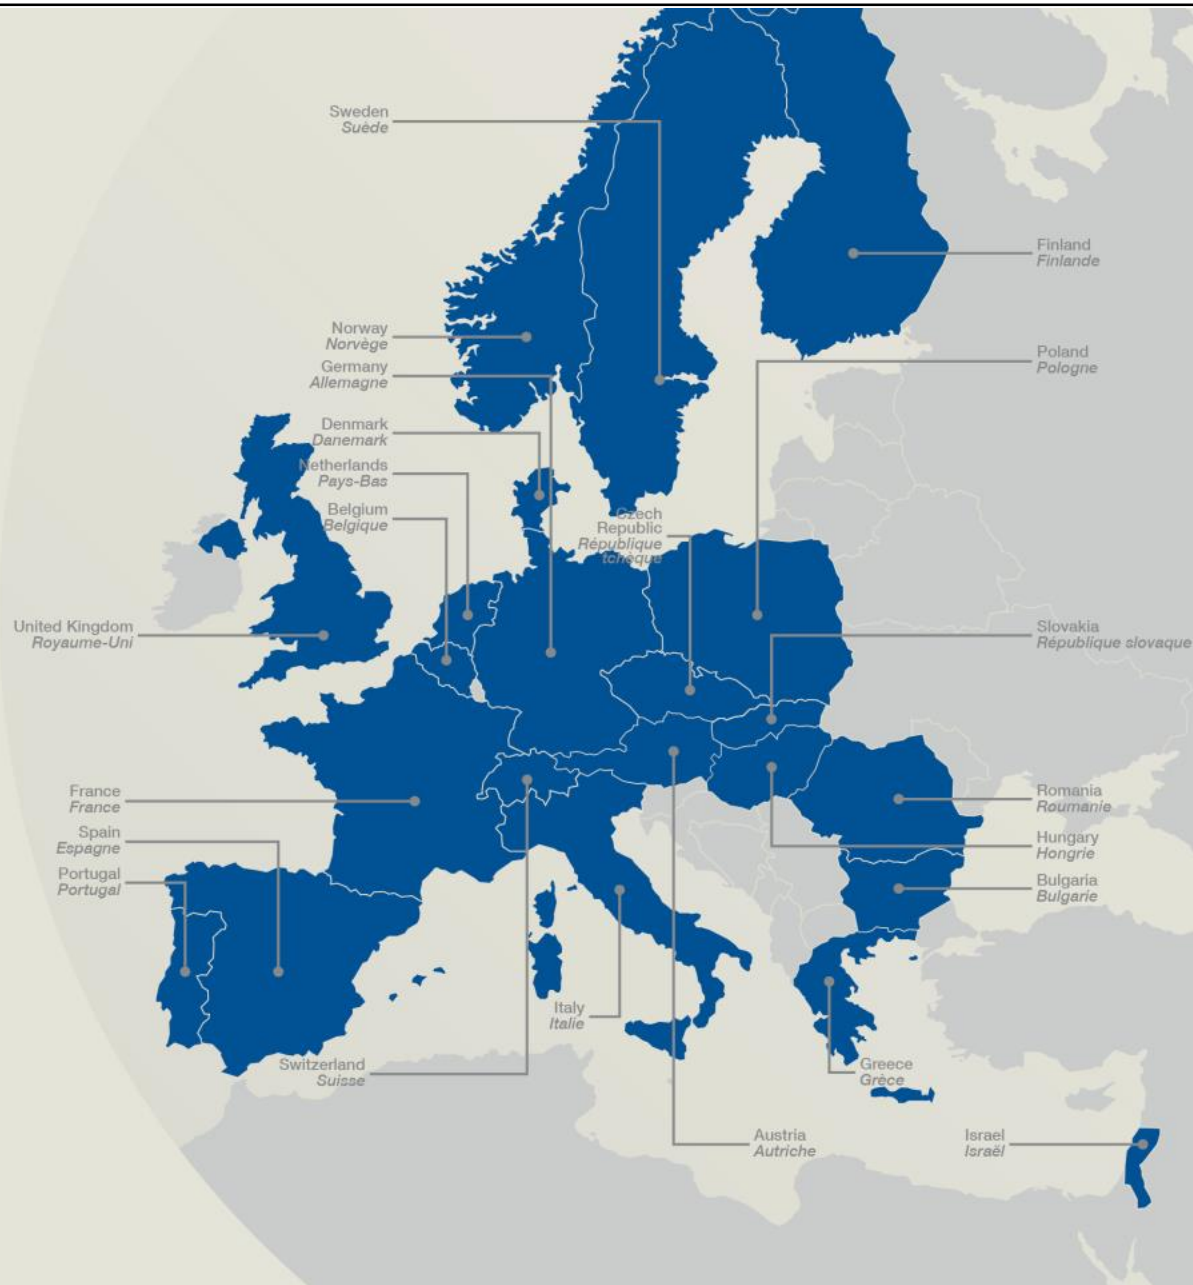 Sweden
Suède
Finland
Finlande
Norway
Norvège
Poland
Pologne
Germany
Allemagne
Denmark
Danemark
Netherlands
Pays-Bas
Belgium
Belgique
Czech
Republic
République
tchèque
United Kingdom
Royaume-Uni
Slovakia
République slovaque
France
France
Romania
Roumanie
Spain
Espagne
Hungary
Hongrie
Portugal
Portugal
Bulgaria
Bulgarie
Italy
Italie
Switzerland
Suisse
Greece
Grèce
Austria
Autriche
Israel
Israël